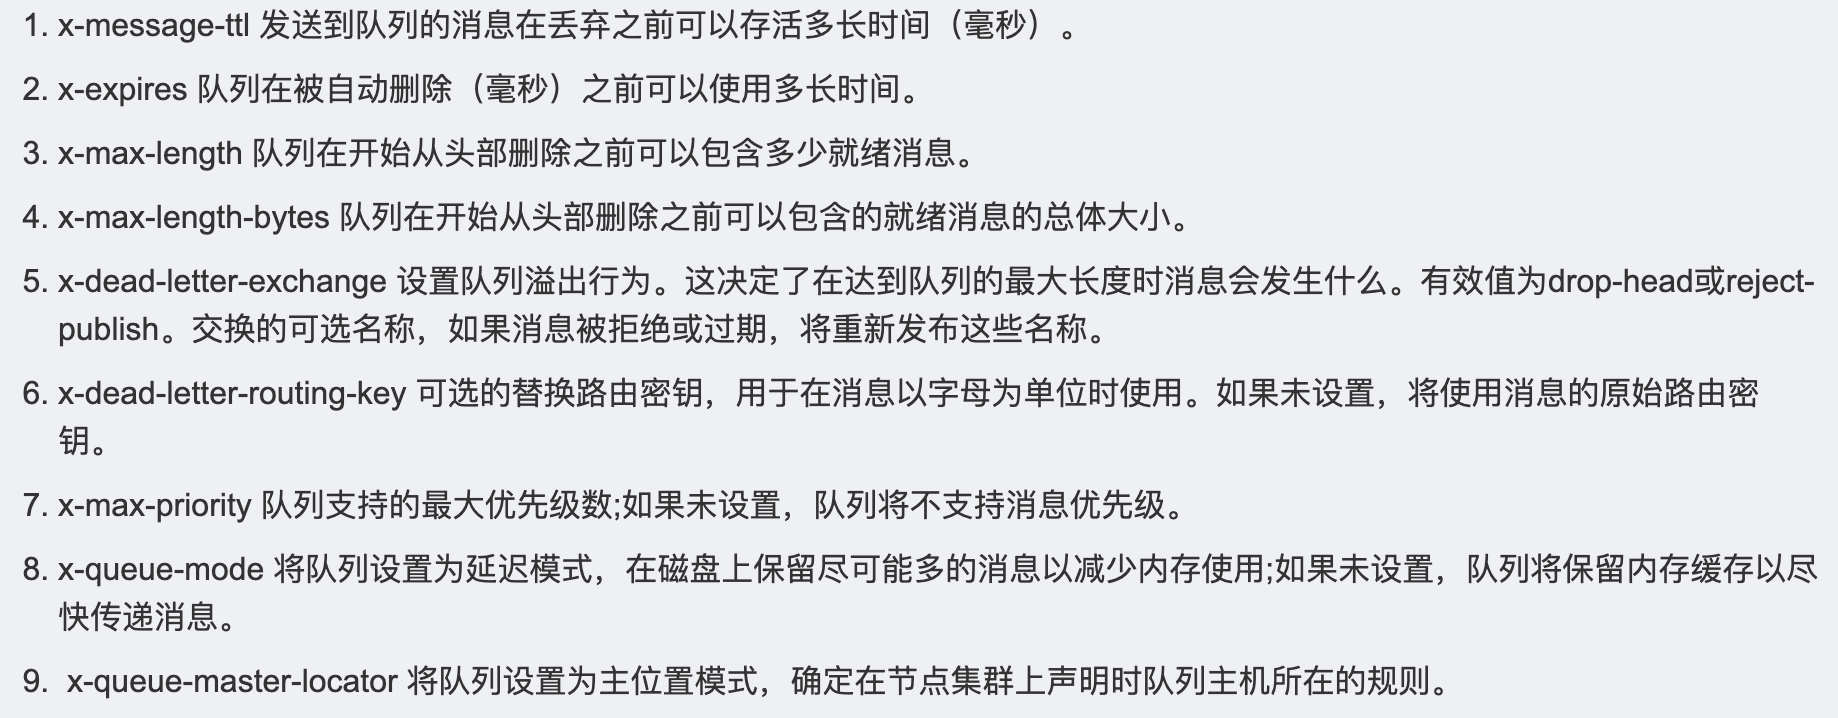 1. x-message-ttl 发送到队列的消息在丢弃之前可以存活多长时间（毫秒）。
2. x-expires 队列在被自动删除（毫秒）之前可以使用多长时间。
3. x-max-length 队列在开始从头部删除之前可以包含多少就绪消息。
4. x-max-length-bytes 队列在开始从头部删除之前可以包含的就绪消息的总体大小。
5. x-dead-letter-exchange 设置队列溢出行为。这决定了在达到队列的最大长度时消息会发生什么。有效值为drop-head或reject-
publish。交换的可选名称，如果消息被拒绝或过期，将重新发布这些名称。
6. x-dead-letter-routing-key 可选的替换路由密钥，用于在消息以字母为单位时使用。如果未设置，将使用消息的原始路由密
钥。
7. x-max-priority 队列支持的最大优先级数;如果未设置，队列将不支持消息优先级。
8. x-queue-mode 将队列设置为延迟模式，在磁盘上保留尽可能多的消息以减少内存使用;如果未设置，队列将保留内存缓存以尽
快传递消息。
9. x-queue-master-locator 将队列设置为主位置模式，确定在节点集群上声明时队列主机所在的规则。